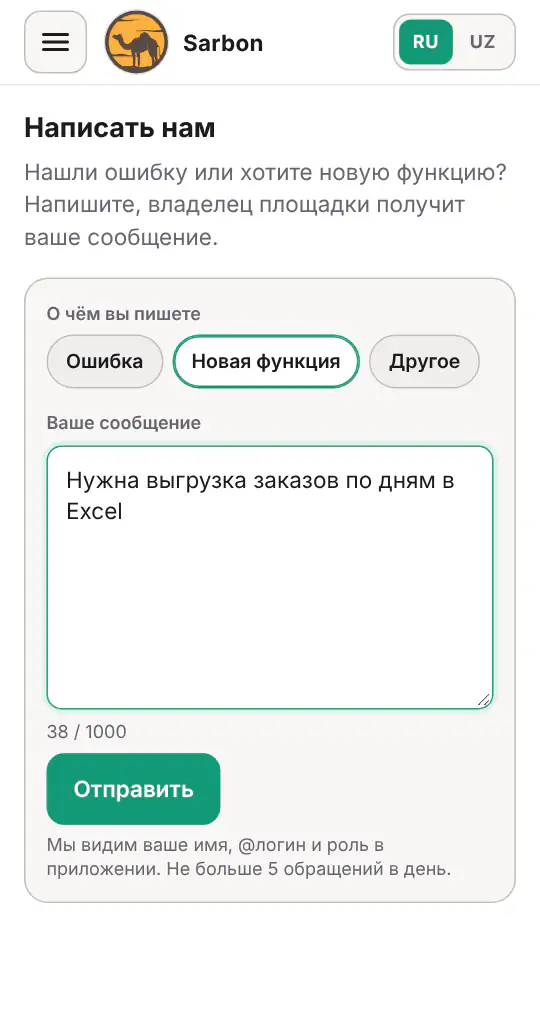 Sarbon
RU
UZ
Написать нам
Нашли ошибку или хотите новую функцию?
Напишите, владелец площадки получит
ваше сообщение.
О чём вы пишете
Ошибка
Новая функция
Другое
Ваше сообщение
Нужна выгрузка заказов по дням в
Excel
38 / 1000
Отправить
Мы видим ваше имя, @логин и роль в
приложении. Не больше 5 обращений в день.